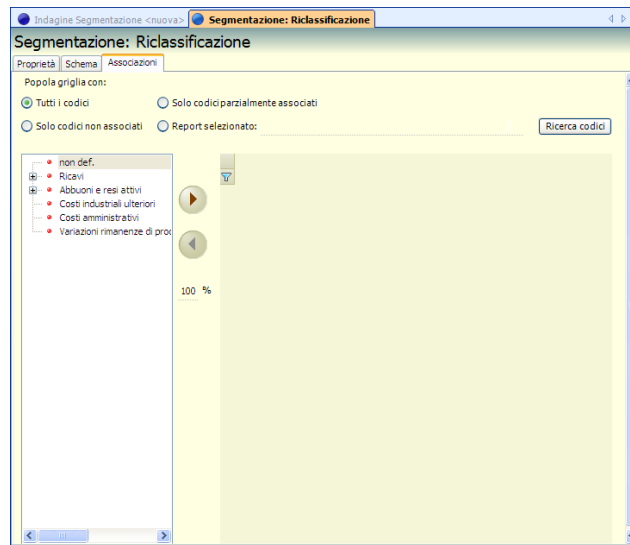 Indagine Segmentazione <nuova> Segmentazione: Riclassificazione
Segmentazione: Riclassificazione
Proprietà Schema Associazioni
Popola griglia con:
Tutti i codici Solo codici parzialmente associati
Solo codici non associati Report selezionato: Ricerca codici
non def.
Ricavi
Abbuoni e resi attivi
Costi industriali ulteriori
Costi amministrativi
Variazioni rimanenze di proc
100 %